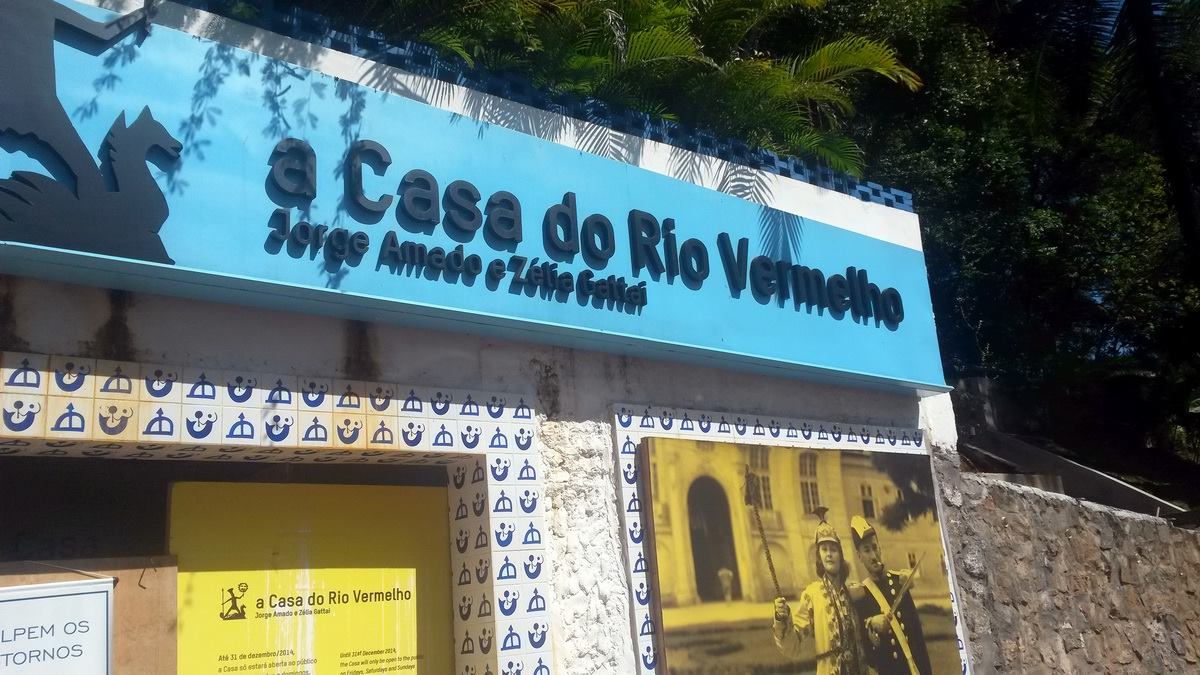 a Casa do Rio Vermelho
Jorge Amado e Zélia Gattai
a Casa do Rio Vermelho
Jorge Amado e Zélia Gattai
Até 31 de dezembro/2014,
a Casa só estará aberta ao público
Until 31st December 2014,
the Casa will only be open to the public
on Fridays, Saturdays and Sundays
LPEM OS
TORNOS